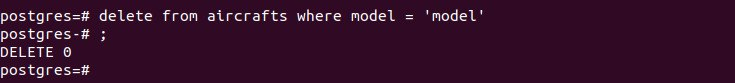 postgres=# delete from aircrafts where model = 'model'
postgres-# ;
DELETE 0
postgres=#